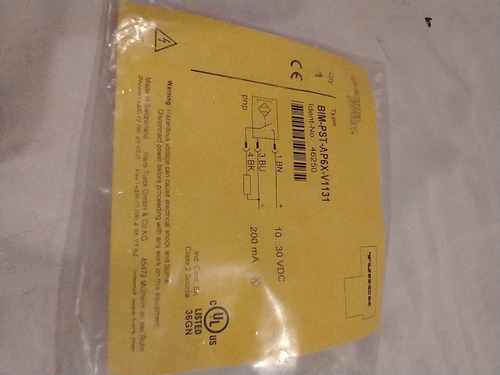 TURCK
Type
BIM-PST-AP6X-V1131
Ident-No. 46250
Qty
1
CE
pnp
1 BN
3 BU
4 BK
+
-
10...30 VDC
200 mA
K
Ind. Cont. Eq.
Class 2 Source
C UL US
LISTED
36GN
Warning: Hazardous voltage can cause electrical shock and burns.
Disconnect power before proceeding with any work on this equipment.
Made in Switzerland
Hans Turck GmbH & Co KG
45472 Mülheim an der Ruhr